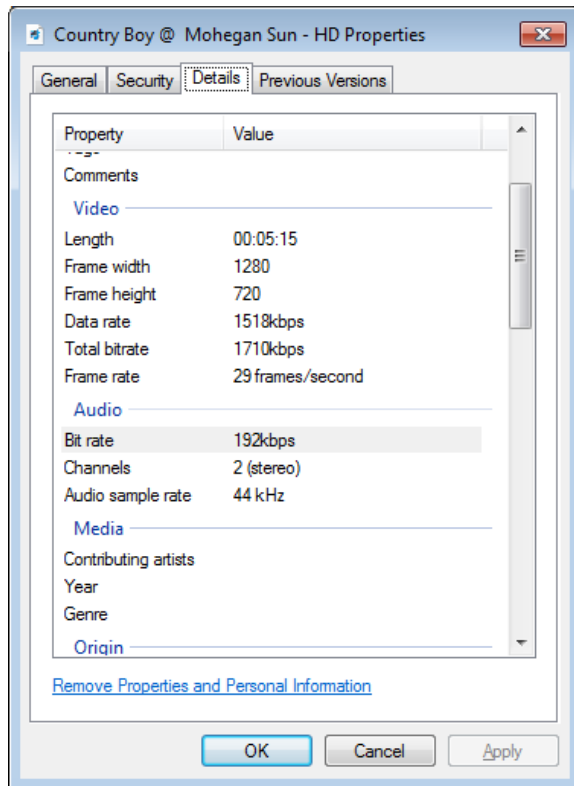 Country Boy @  Mohegan Sun - HD Properties
General Security Details Previous Versions
Property Value
Comments
Video
Length 00:05:15
Frame width 1280
Frame height 720
Data rate 1518kbps
Total bitrate 1710kbps
Frame rate 29 frames/second
Audio
Bit rate 192kbps
Channels 2 (stereo)
Audio sample rate 44 kHz
Media
Contributing artists
Year
Genre
Origin
Remove Properties and Personal Information
OK Cancel Apply